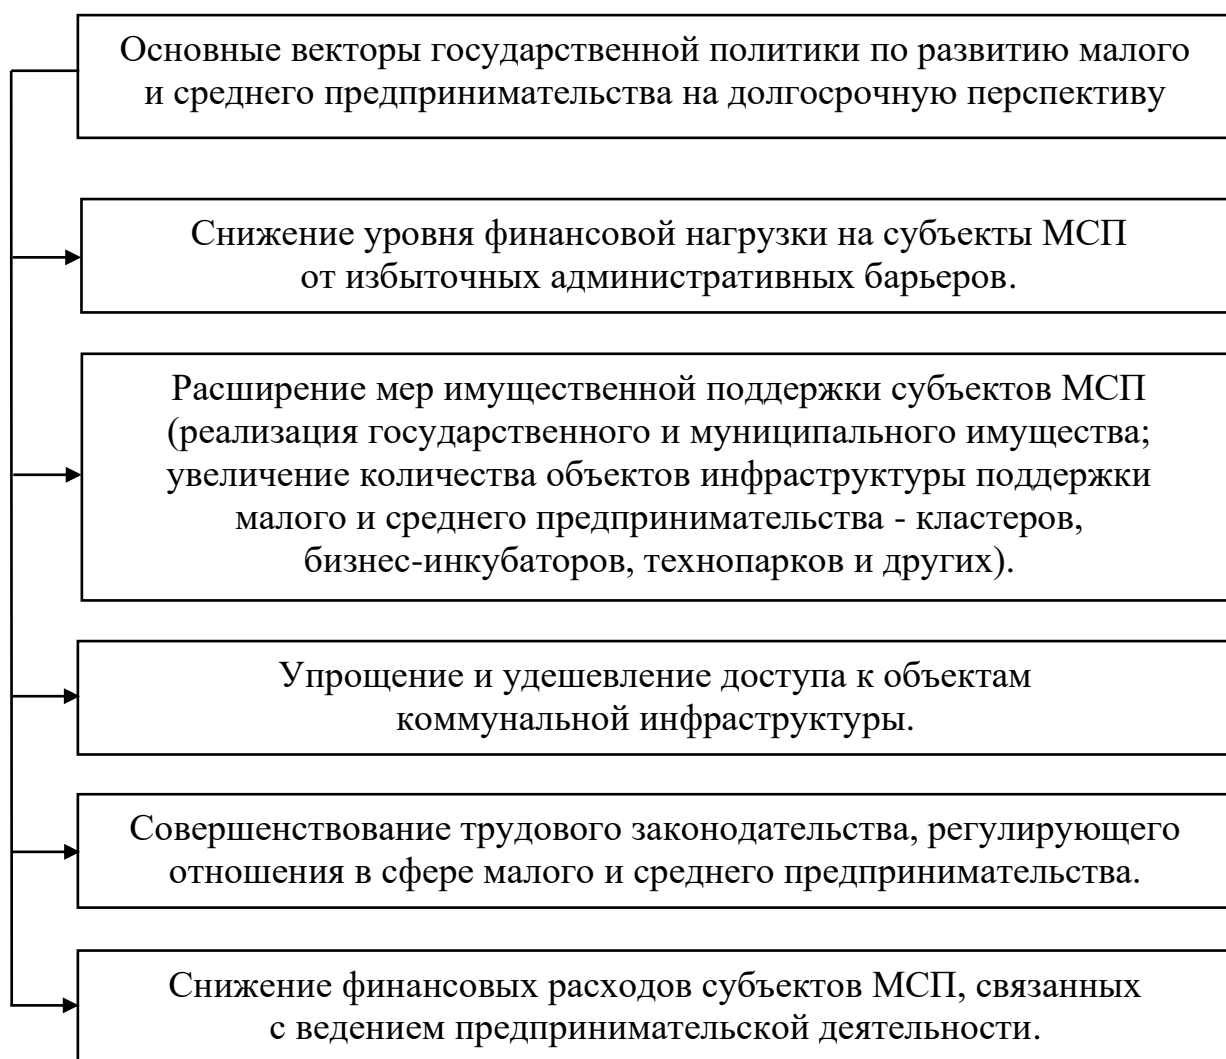 Основные векторы государственной политики по развитию малого
и среднего предпринимательства на долгосрочную перспективу
Снижение уровня финансовой нагрузки на субъекты МСП
от избыточных административных барьеров.
Расширение мер имущественной поддержки субъектов МСП
(реализация государственного и муниципального имущества;
увеличение количества объектов инфраструктуры поддержки
малого и среднего предпринимательства - кластеров,
бизнес-инкубаторов, технопарков и других).
Упрощение и удешевление доступа к объектам
коммунальной инфраструктуры.
Совершенствование трудового законодательства, регулирующего
отношения в сфере малого и среднего предпринимательства.
Снижение финансовых расходов субъектов МСП, связанных
с ведением предпринимательской деятельности.